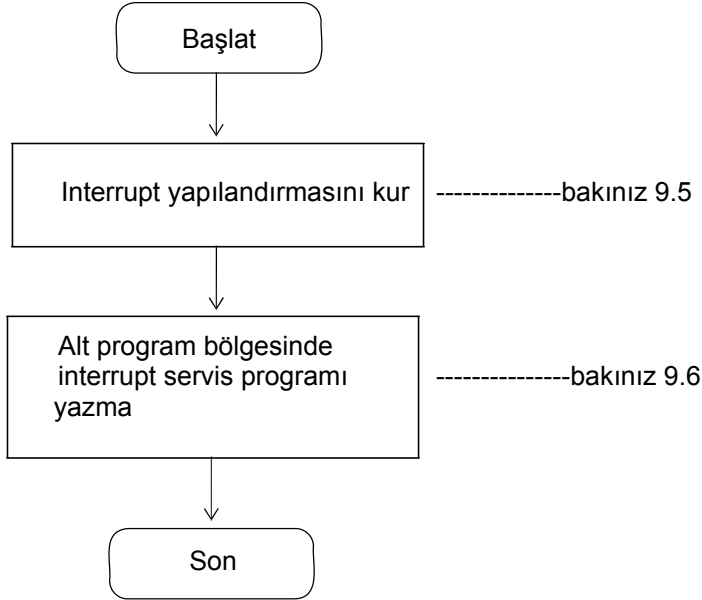 Başlat
Interrupt yapılandırmasını kur --------------bakınız 9.5
Alt program bölgesinde
interrupt servis programı ---------------bakınız 9.6
yazma
Son